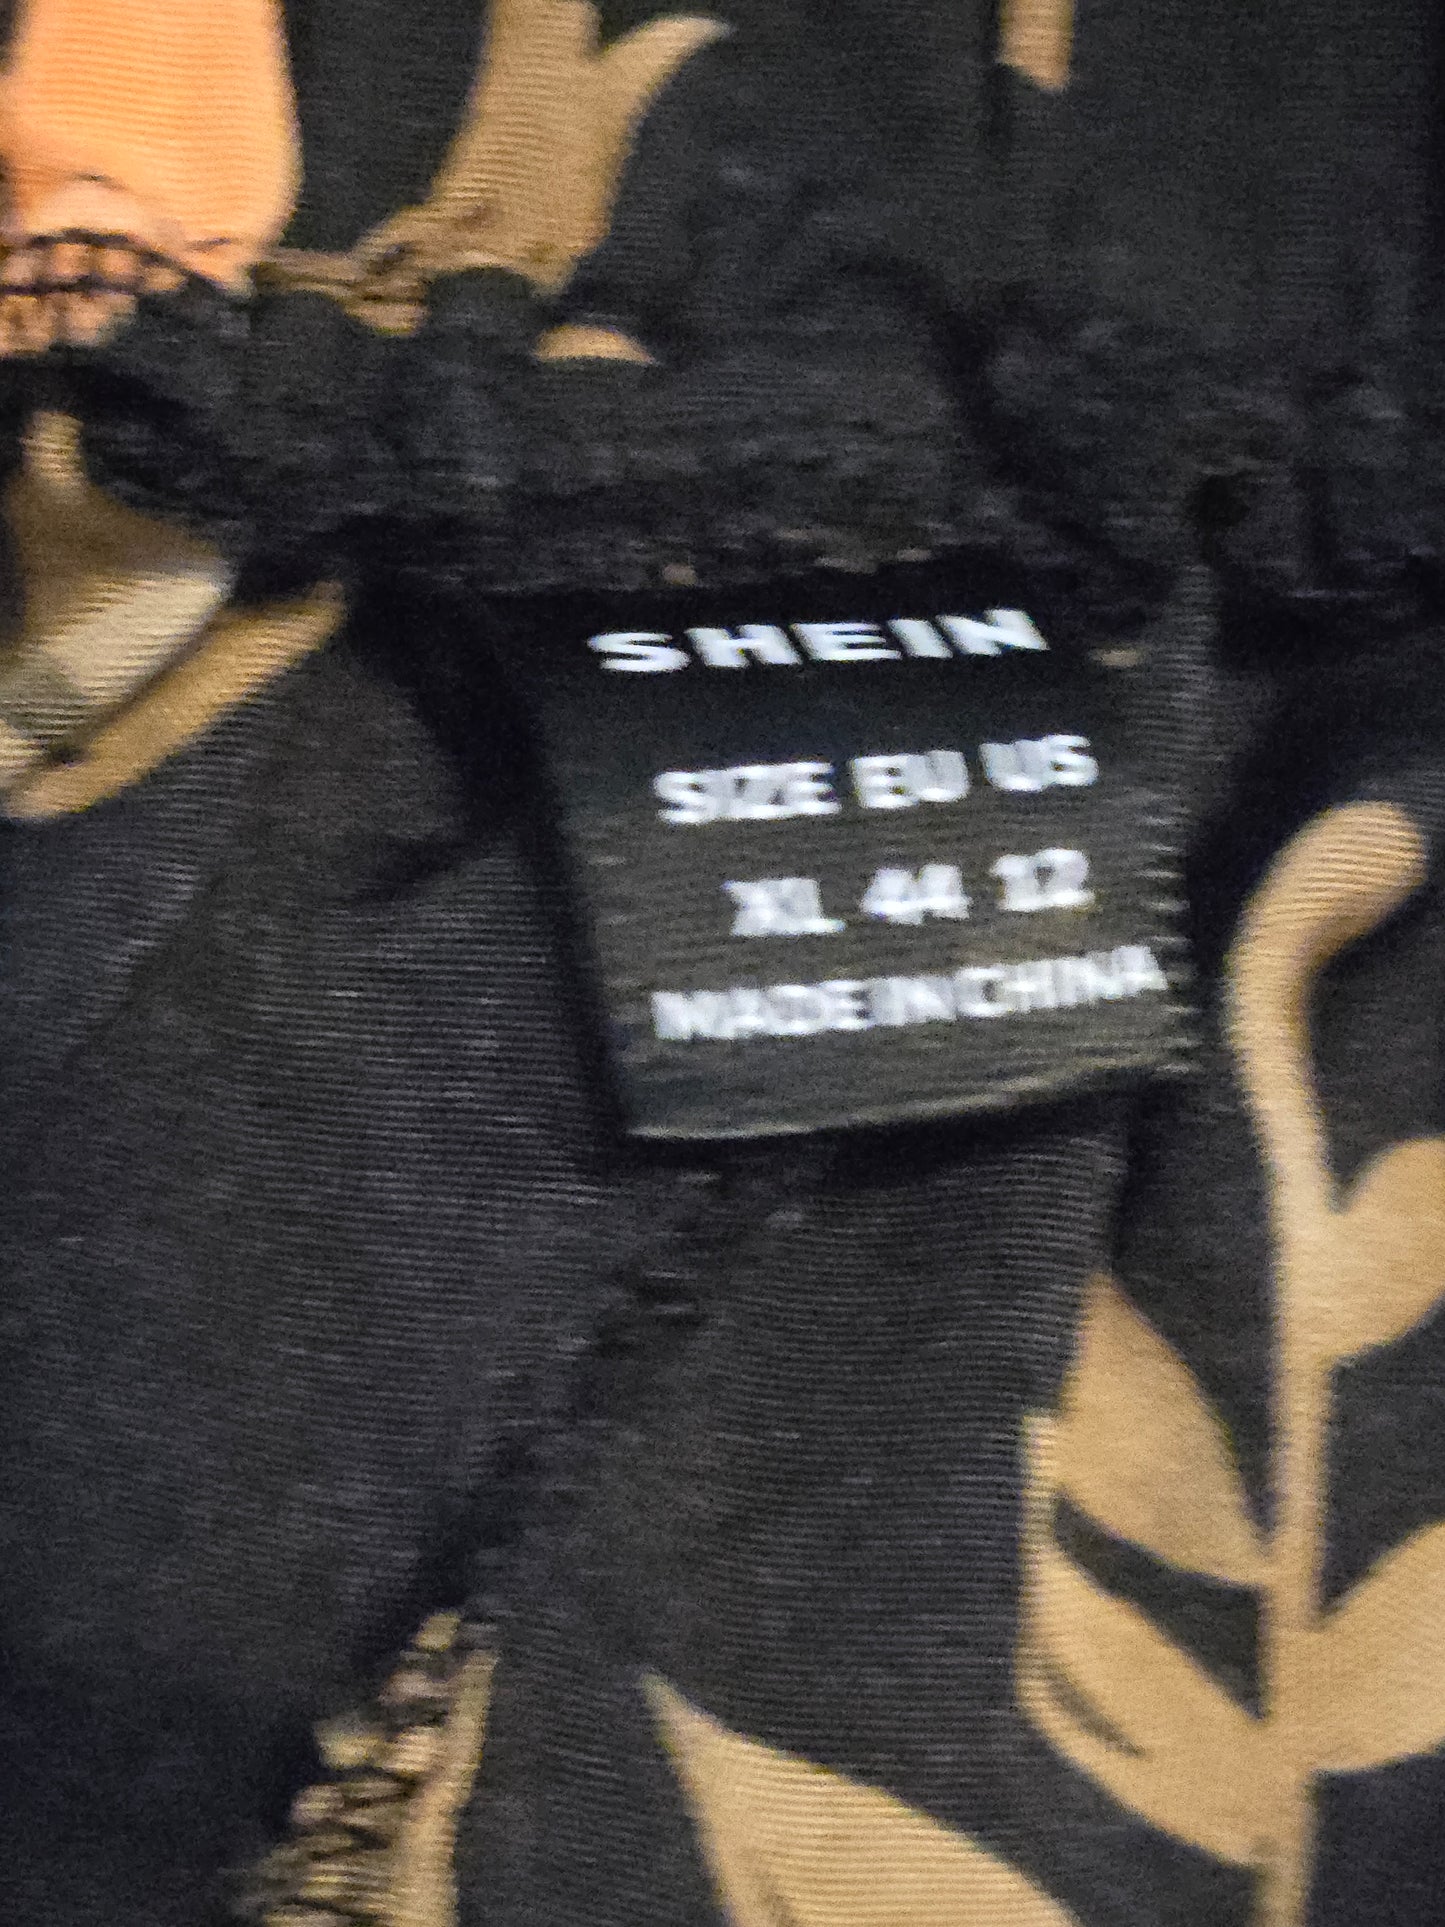 SHEIN
SIZE EU US
XL 44 12
MADE IN CHINA